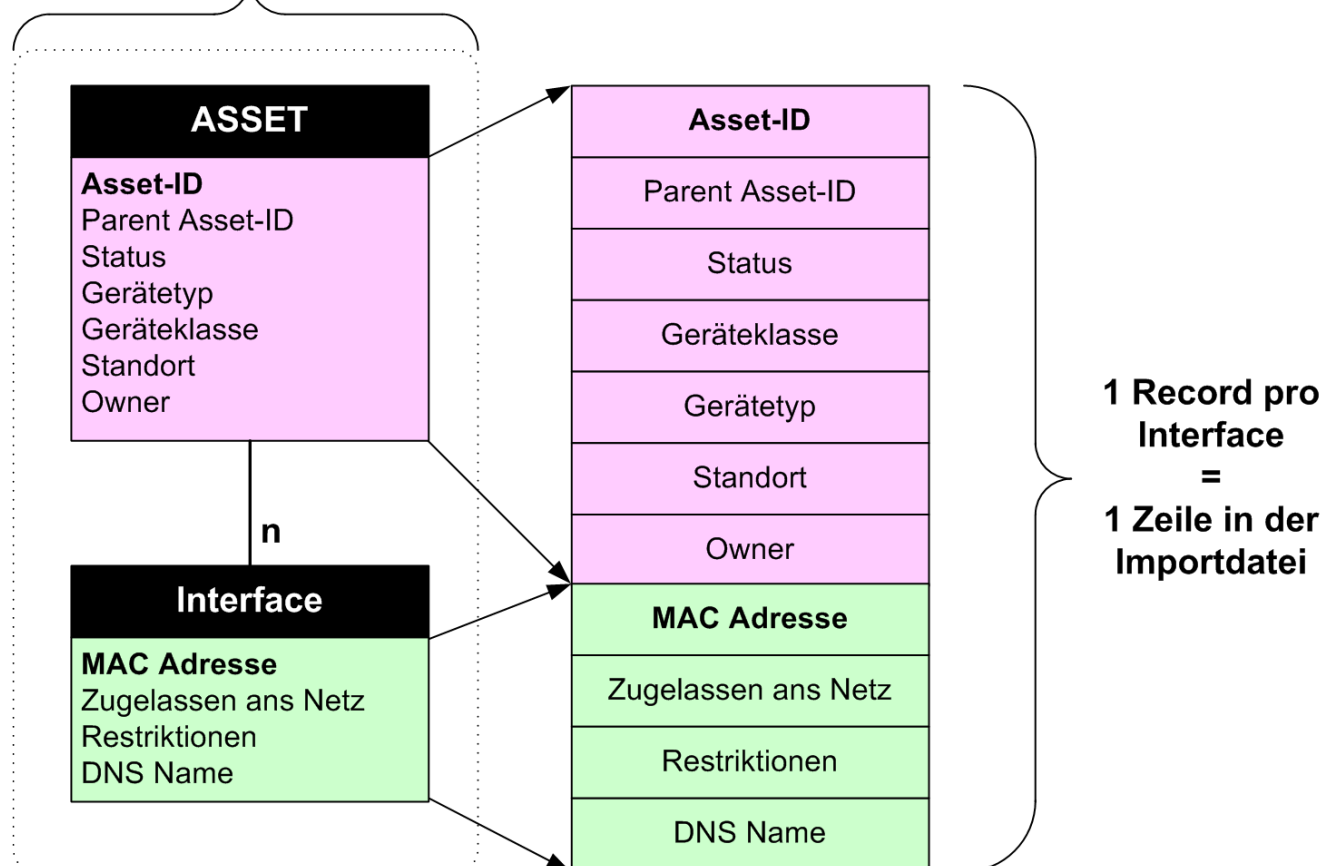 ASSET
Asset-ID
Parent Asset-ID
Status
Gerätetyp
Geräteklasse
Standort
Owner
n
Interface
MAC Adresse
Zugelassen ans Netz
Restriktionen
DNS Name
Asset-ID
Parent Asset-ID
Status
Geräteklasse
Gerätetyp
Standort
Owner
MAC Adresse
Zugelassen ans Netz
Restriktionen
DNS Name
1 Record pro
Interface
=
1 Zeile in der
Importdatei